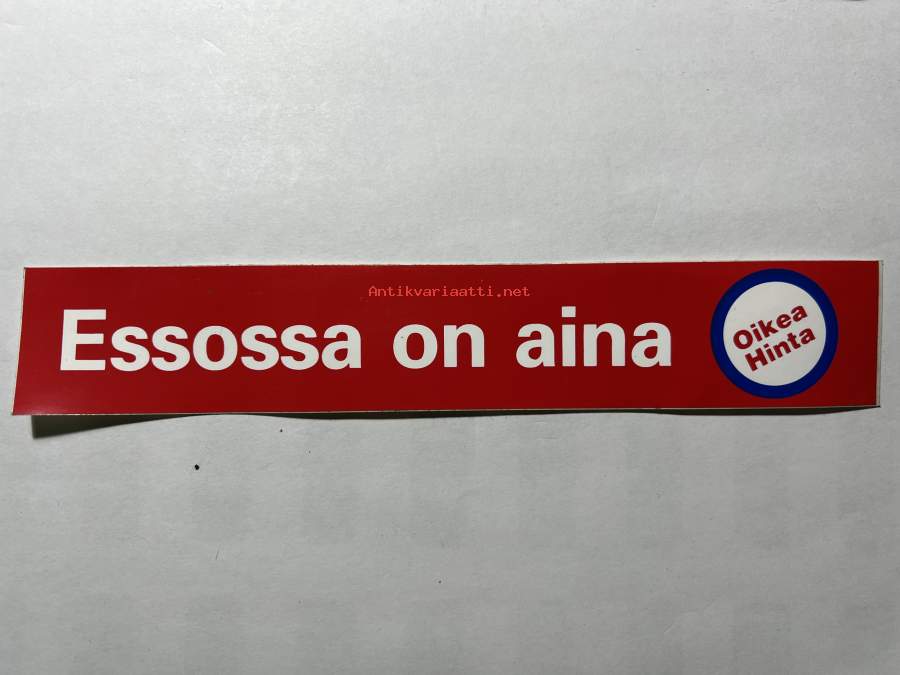 Antikvariaatti.net
Essossa on aina
Oikea
Hinta